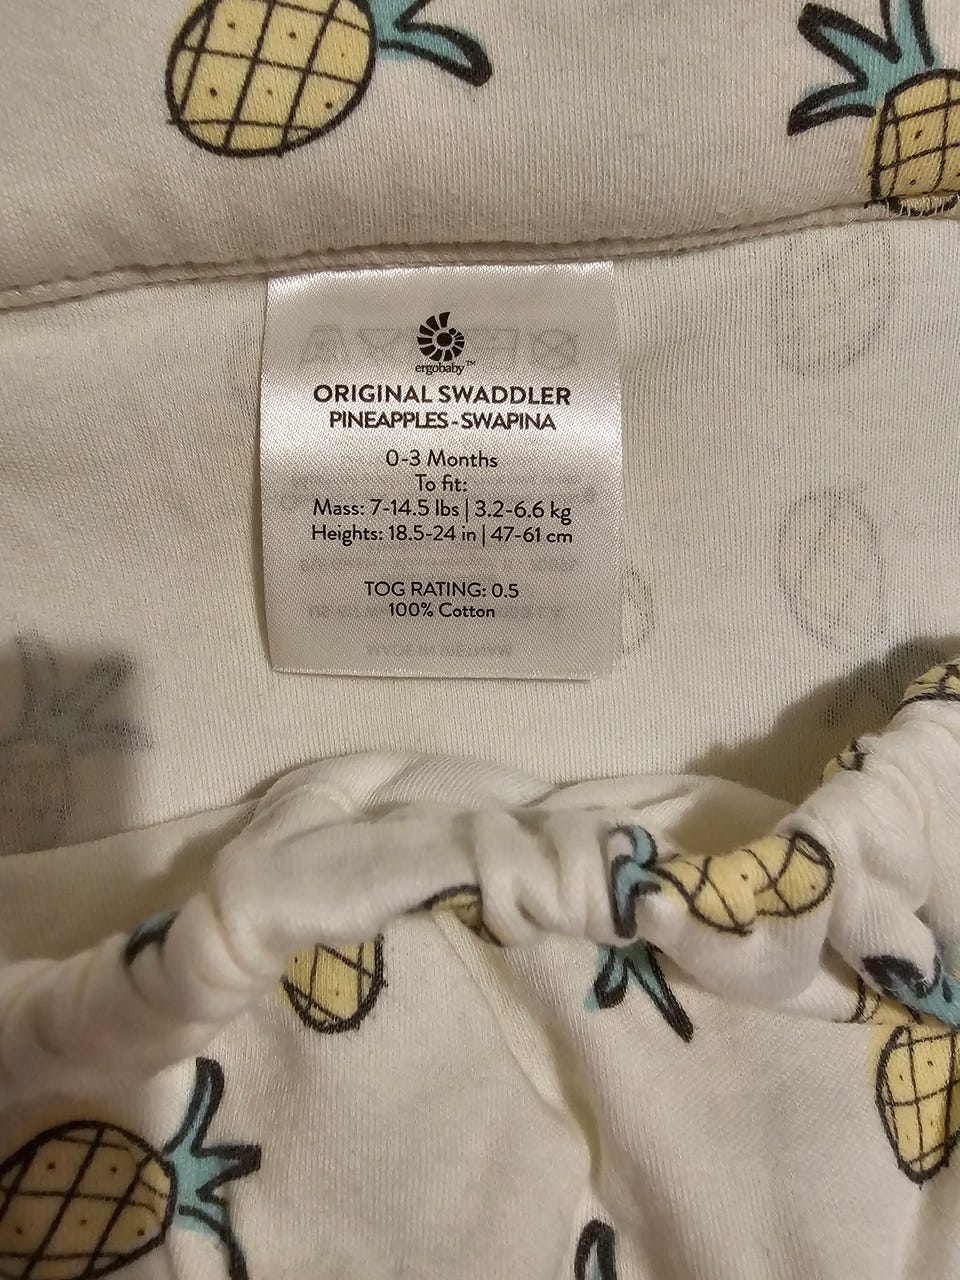 ergobaby™
ORIGINAL SWADDLER
PINEAPPLES - SWAPINA
0-3 Months
To fit:
Mass: 7-14.5 lbs | 3.2-6.6 kg
Heights: 18.5-24 in | 47-61 cm
TOG RATING: 0.5
100% Cotton